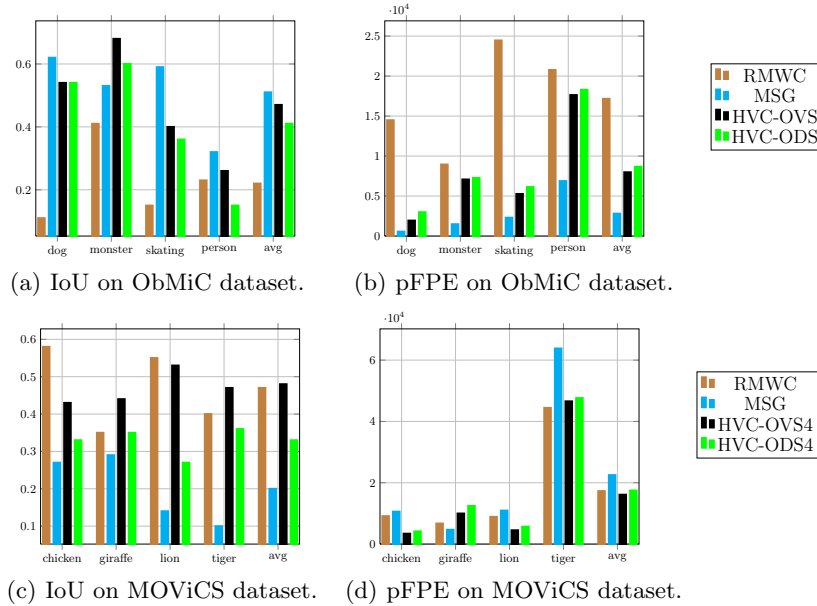 ·10⁴
0.6
0.4
0.2
dog monster skating person avg
2.5
2
1.5
1
0.5
0
dog monster skating person avg
RMWC
MSG
HVC-OVS
HVC-ODS
(a) IoU on ObMiC dataset.
(b) pFPE on ObMiC dataset.
·10⁴
0.6
0.5
0.4
0.3
0.2
0.1
chicken giraffe lion tiger avg
6
4
2
0
chicken giraffe lion tiger avg
RMWC
MSG
HVC-OVS4
HVC-ODS4
(c) IoU on MOViCS dataset.
(d) pFPE on MOViCS dataset.